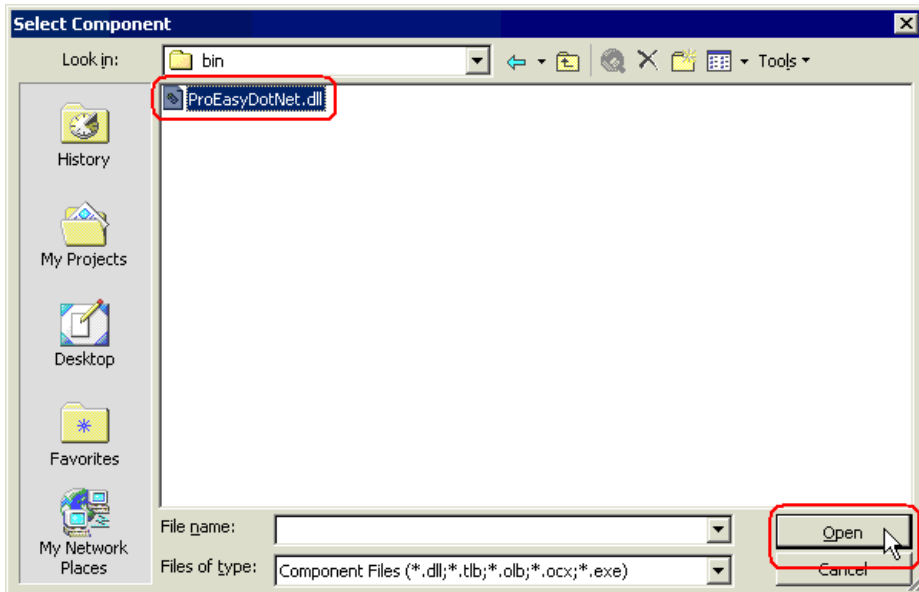 Select Component
Look in:
bin
Tools
ProEasyDotNet.dll
History
My Projects
Desktop
Favorites
My Network
Places
File name:
Open
Files of type:
Component Files (*.dll;*.tlb;*.olb;*.ocx;*.exe)
Cancel